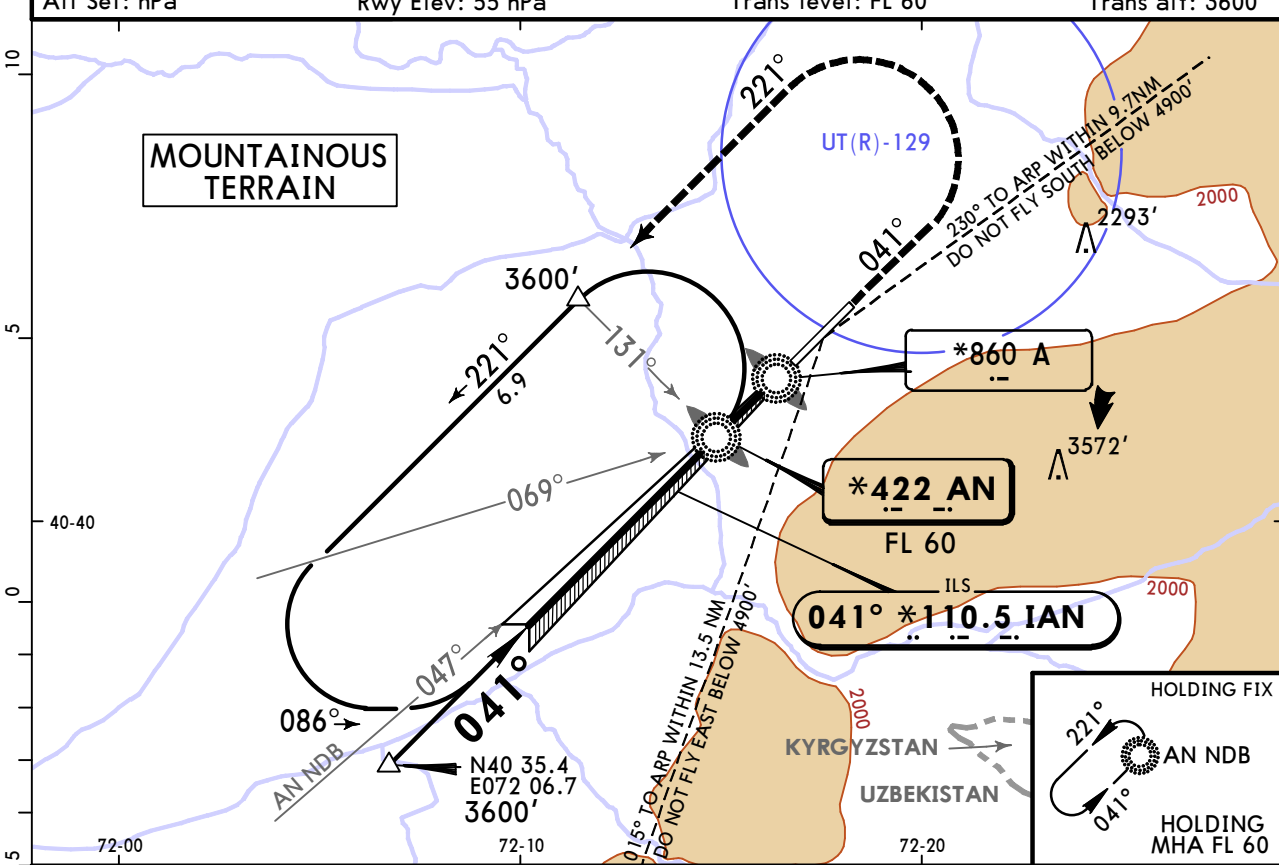 Alt Set: hPa
Rwy Elev: 55 hPa
Trans level: FL 60
Trans alt: 3600'
10
5
0
5
MOUNTAINOUS
TERRAIN
221°
UT(R)-129
041°
230° TO ARP WITHIN 9.7NM
DO NOT FLY SOUTH BELOW 4900'
2000
2293'
3600'
131°
221°
6.9
*860 A
3572'
069°
*422 AN
FL 60
40-40
ILS
041° *110.5 IAN
2000
047°
041°
086°
AN NDB
N40 35.4
E072 06.7
3600'
015° TO ARP WITHIN 13.5 NM
DO NOT FLY EAST BELOW 4900'
2000
KYRGYZSTAN
UZBEKISTAN
HOLDING FIX
221°
AN NDB
041°
HOLDING
MHA FL 60
72-00
72-10
72-20